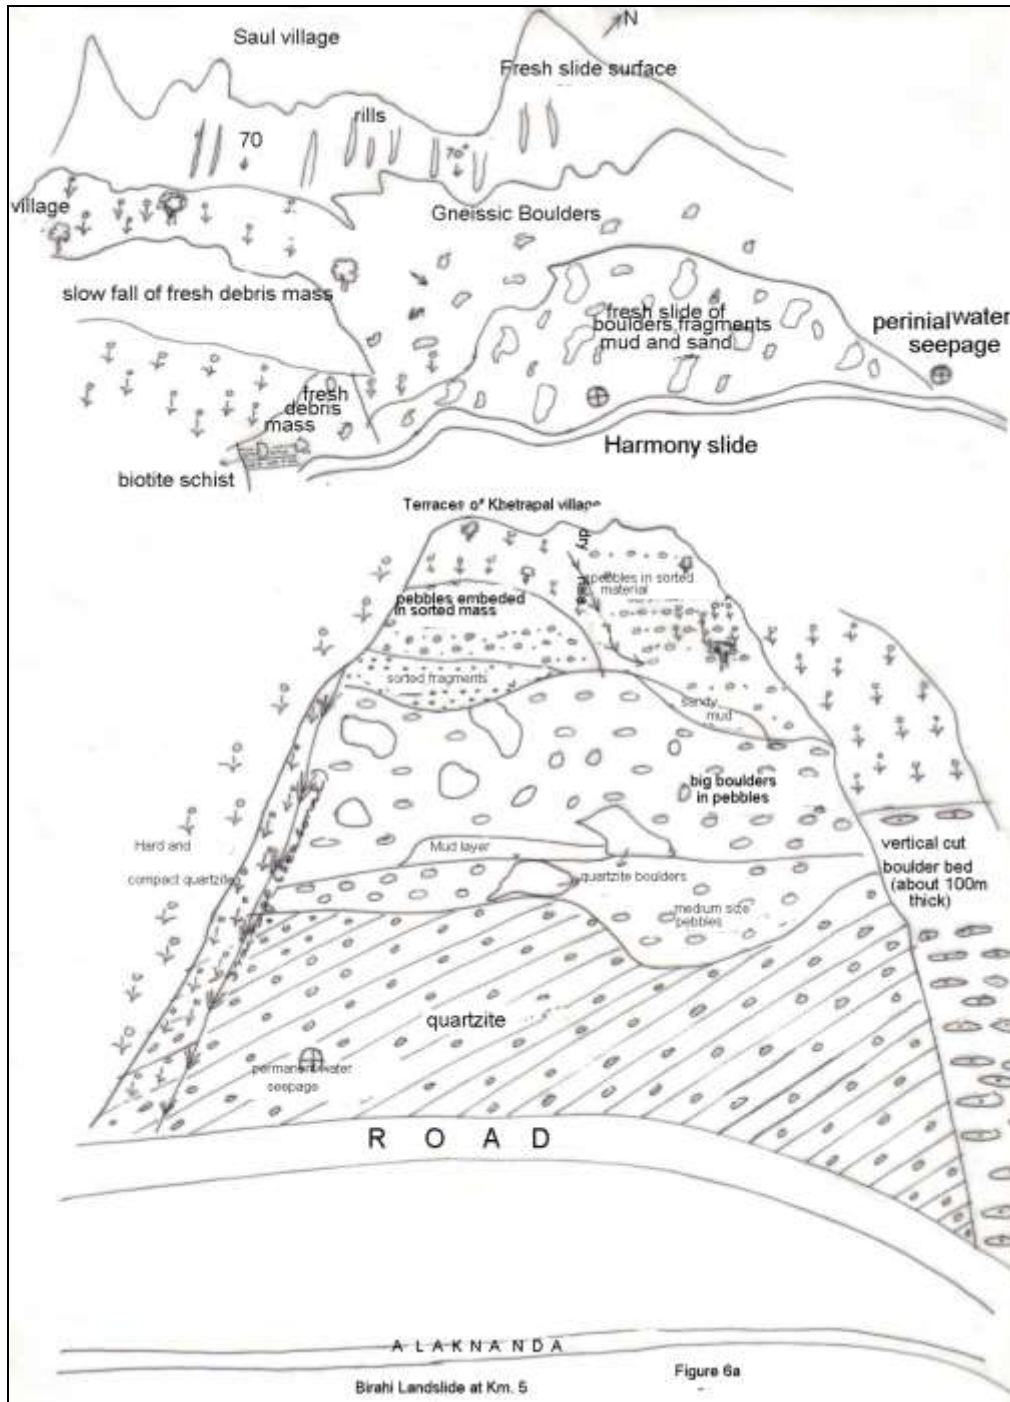 N
Saul village
Fresh slide surface
rills
70
70°
village
Gneissic Boulders
slow fall of fresh debris mass
fresh slide of
boulders fragments
mud and sand
perinial water
seepage
fresh
debris
mass
Harmony slide
biotite schist
Terraces of Khetrapal village
dry
pebbles in sorted
material
pebbles embeded
in sorted mass
sorted fragments
sandy
mud
big boulders
in pebbles
Hard and
compact quartzite
Mud layer
vertical cut
boulder bed
(about 100m
thick)
quartzite boulders
medium size
pebbles
quartzite
permanent water
seepage
ROAD
ALAKNANDA
Figure 6a
Birahi Landslide at Km. 5